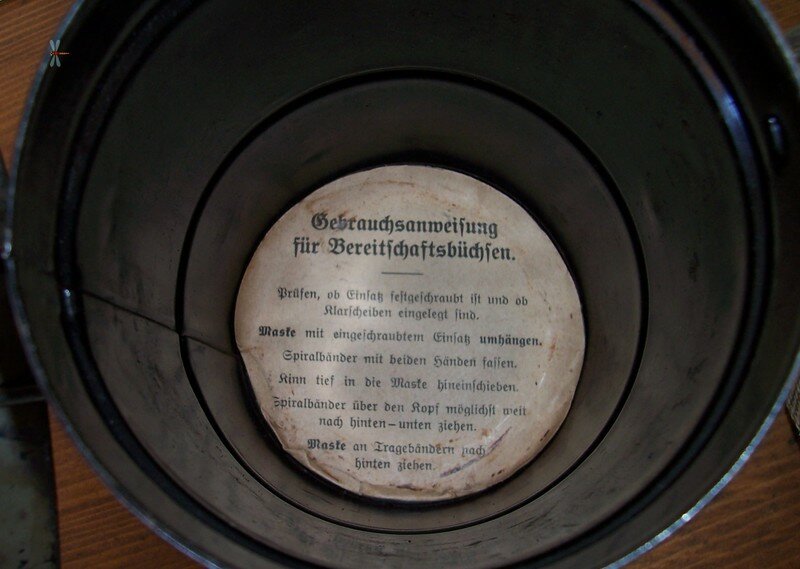 Gebrauchsanweiſung
für Bereitſchaftsbüchſen.
Prüfen, ob Einſatz feſtgeſchraubt iſt und ob
Klarſcheiben eingelegt ſind.
Maske mit eingeſchraubtem Einſatz umhängen.
Spiralbänder mit beiden Händen faſſen.
Kinn tief in die Maske hineinſchieben.
Spiralbänder über den Kopf möglichſt weit
nach hinten-unten ziehen.
Maske an Tragebändern nach
hinten ziehen.